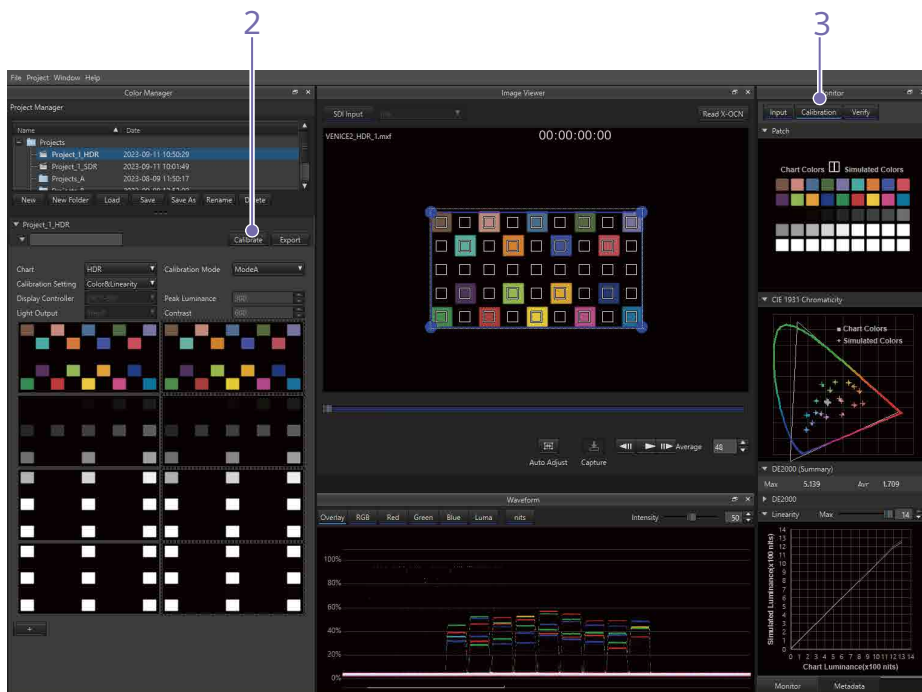 2
3
File Project Window Help
Color Manager
Project Manager
Name
Date
Projects
Project_1_HDR 2023-09-11 10:50:29
Project_1_SDR 2023-09-11 10:01:49
Projects_A 2023-08-09 11:50:17
New New Folder Load Save Save As Rename Delete
Project_1_HDR
Calibrate Export
Chart HDR Calibration Mode ModeA
Calibration Setting Color&Linearity
Display Controller Peak Luminance
Light Output Contrast
+
Image Viewer
SDI Input
Read X-OCN
VENICE2_HDR_1.mxf 00:00:00:00
Auto Adjust Capture Average 48
Waveform
Overlay RGB Red Green Blue Luma nits Intensity 50
100%
80%
60%
40%
20%
0%
Monitor
Input Calibration Verify
Patch
Chart Colors Simulated Colors
CIE 1931 Chromaticity
Chart Colors
+ Simulated Colors
DE2000 (Summary)
Max 5.139 Avr 1.709
DE2000
Linearity Max 14
Simulated Luminance(x100 nits)
14
13
12
11
10
9
8
7
6
5
4
3
2
1
0
0 1 2 3 4 5 6 7 8 9 10 11 12 13 14
Chart Luminance(x100 nits)
Monitor Metadata